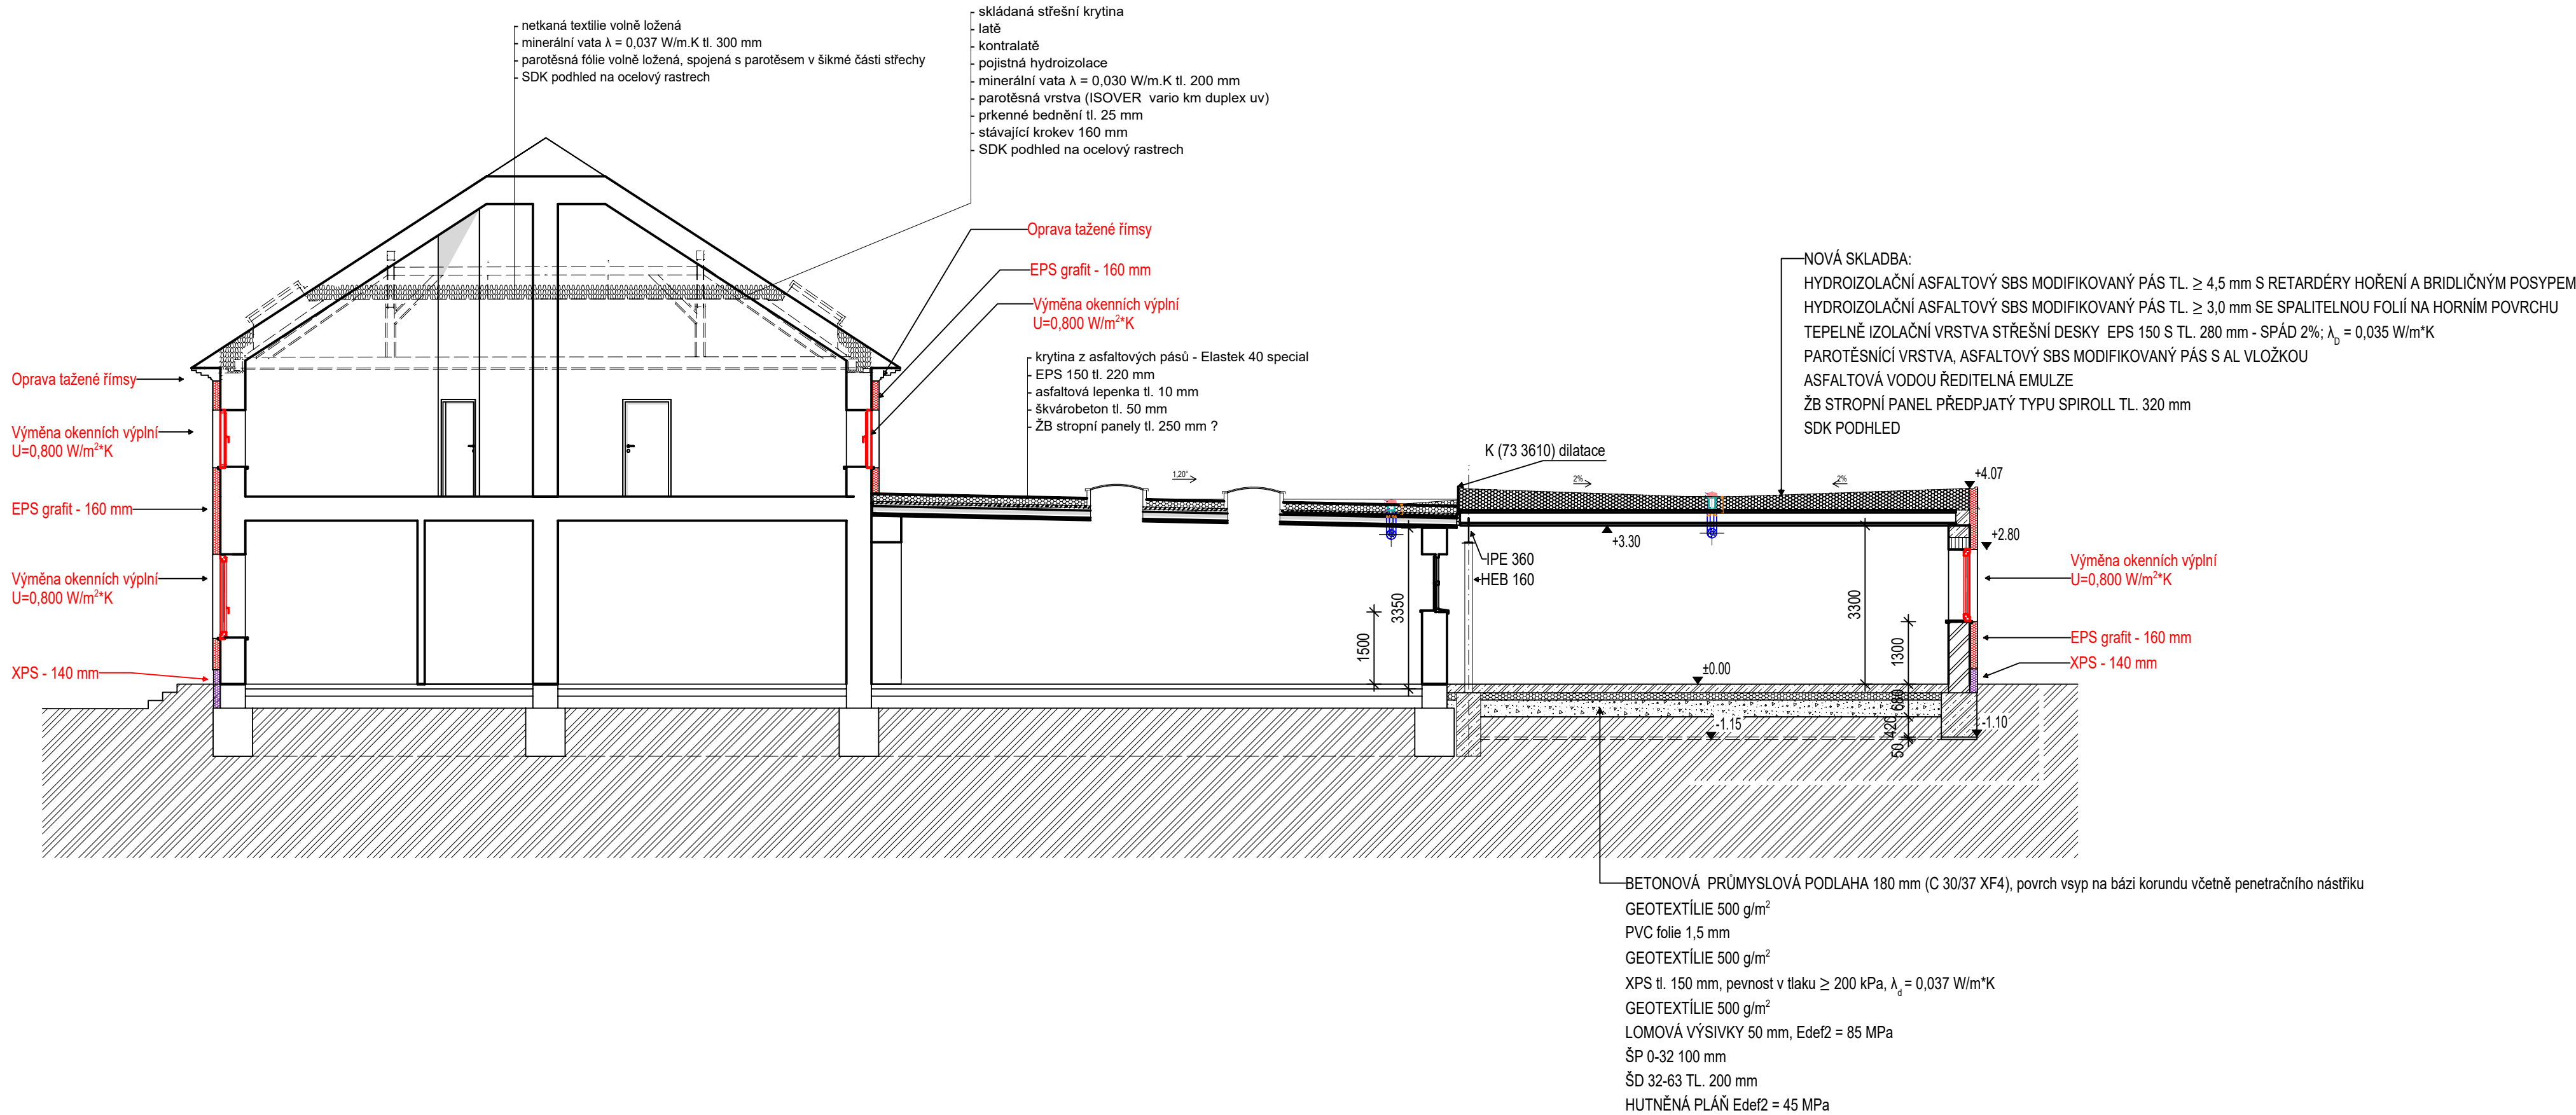 - netkaná textilie volně ložená
- minerální vata λ = 0,037 W/m.K tl. 300 mm
- parotěsná fólie volně ložená, spojená s parotěsem v šikmé části střechy
- SDK podhled na ocelový rastrech
- skládaná střešní krytina
- latě
- kontralatě
- pojistná hydroizolace
- minerální vata λ = 0,030 W/m.K tl. 200 mm
- parotěsná vrstva (ISOVER vario km duplex uv)
- prkenné bednění tl. 25 mm
- stávající krokev 160 mm
- SDK podhled na ocelový rastrech
Oprava tažené římsy
EPS grafit - 160 mm
Výměna okenních výplní
U=0,800 W/m²*K
- krytina z asfaltových pásů - Elastek 40 special
- EPS 150 tl. 220 mm
- asfaltová lepenka tl. 10 mm
- škvárobeton tl. 50 mm
- ŽB stropní panely tl. 250 mm ?
NOVÁ SKLADBA:
HYDROIZOLAČNÍ ASFALTOVÝ SBS MODIFIKOVANÝ PÁS TL. ≥ 4,5 mm S RETARDÉRY HOŘENÍ A BRIDLIČNÝM POSYPEM
HYDROIZOLAČNÍ ASFALTOVÝ SBS MODIFIKOVANÝ PÁS TL. ≥ 3,0 mm SE SPALITELNOU FOLIÍ NA HORNÍM POVRCHU
TEPELNĚ IZOLAČNÍ VRSTVA STŘEŠNÍ DESKY EPS 150 S TL. 280 mm - SPÁD 2%; λD = 0,035 W/m*K
PAROTĚSNÍCÍ VRSTVA, ASFALTOVÝ SBS MODIFIKOVANÝ PÁS S AL VLOŽKOU
ASFALTOVÁ VODOU ŘEDITELNÁ EMULZE
ŽB STROPNÍ PANEL PŘEDPJATÝ TYPU SPIROLL TL. 320 mm
SDK PODHLED
Oprava tažené římsy
Výměna okenních výplní
U=0,800 W/m²*K
EPS grafit - 160 mm
Výměna okenních výplní
U=0,800 W/m²*K
XPS - 140 mm
K (73 3610) dilatace
1,20°
2%
2%
+4.07
+3.30
+2.80
IPE 360
HEB 160
3350
1500
3300
1300
±0.00
680
420
50
-1.15
-1.10
Výměna okenních výplní
U=0,800 W/m²*K
EPS grafit - 160 mm
XPS - 140 mm
BETONOVÁ PRŮMYSLOVÁ PODLAHA 180 mm (C 30/37 XF4), povrch vsyp na bázi korundu včetně penetračního nástřiku
GEOTEXTÍLIE 500 g/m²
PVC folie 1,5 mm
GEOTEXTÍLIE 500 g/m²
XPS tl. 150 mm, pevnost v tlaku ≥ 200 kPa, λd = 0,037 W/m*K
GEOTEXTÍLIE 500 g/m²
LOMOVÁ VÝSIVKY 50 mm, Edef2 = 85 MPa
ŠP 0-32 100 mm
ŠD 32-63 TL. 200 mm
HUTNĚNÁ PLÁŇ Edef2 = 45 MPa